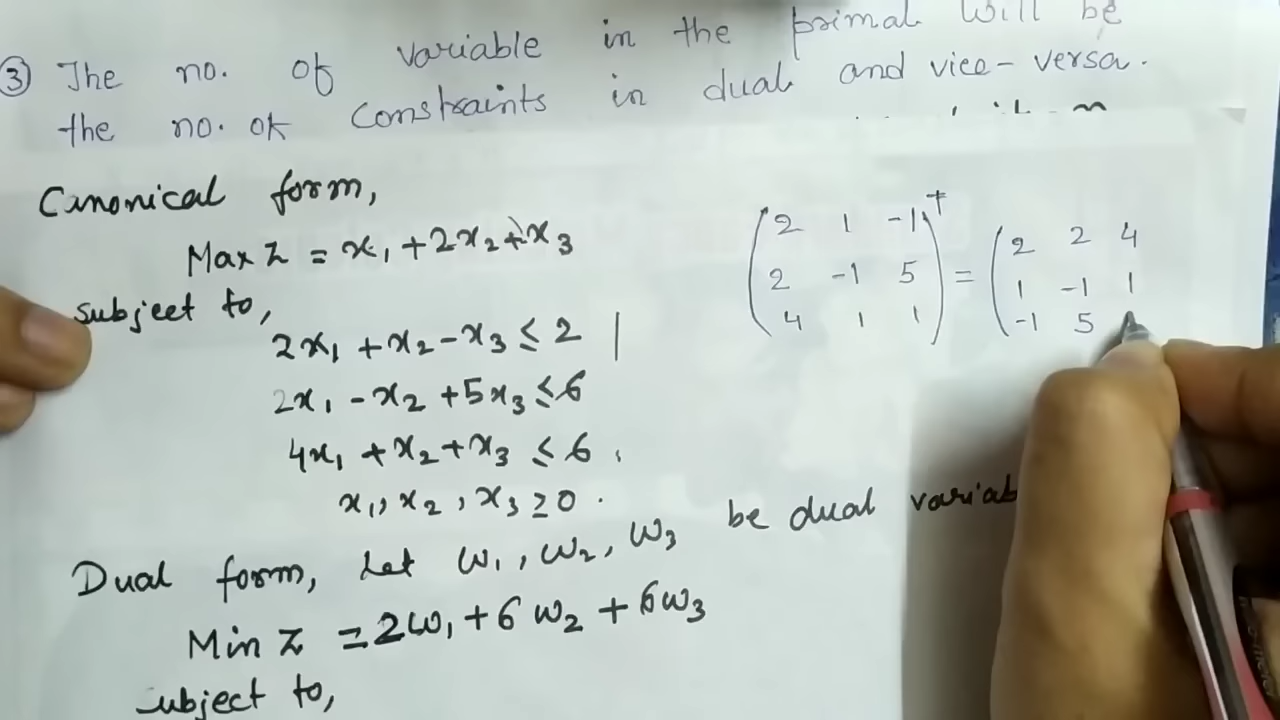 ③ The no. of variable in the primal will be
the no. of constraints in dual and vice-versa.
Canonical form,
Max Z = x₁ + 2x₂ + x₃
subject to,
2x₁ + x₂ - x₃ ≤ 2 |
2x₁ - x₂ + 5x₃ ≤ 6
4x₁ + x₂ + x₃ ≤ 6 ,
x₁, x₂, x₃ ≥ 0 .
(2 1 -1
2 -1 5
4 1 1)ᵀ = (2 2 4
1 -1 1
-1 5 1
Dual form, Let w₁, w₂, w₃ be dual variab
Min Z = 2w₁ + 6w₂ + 6w₃
ubject to,